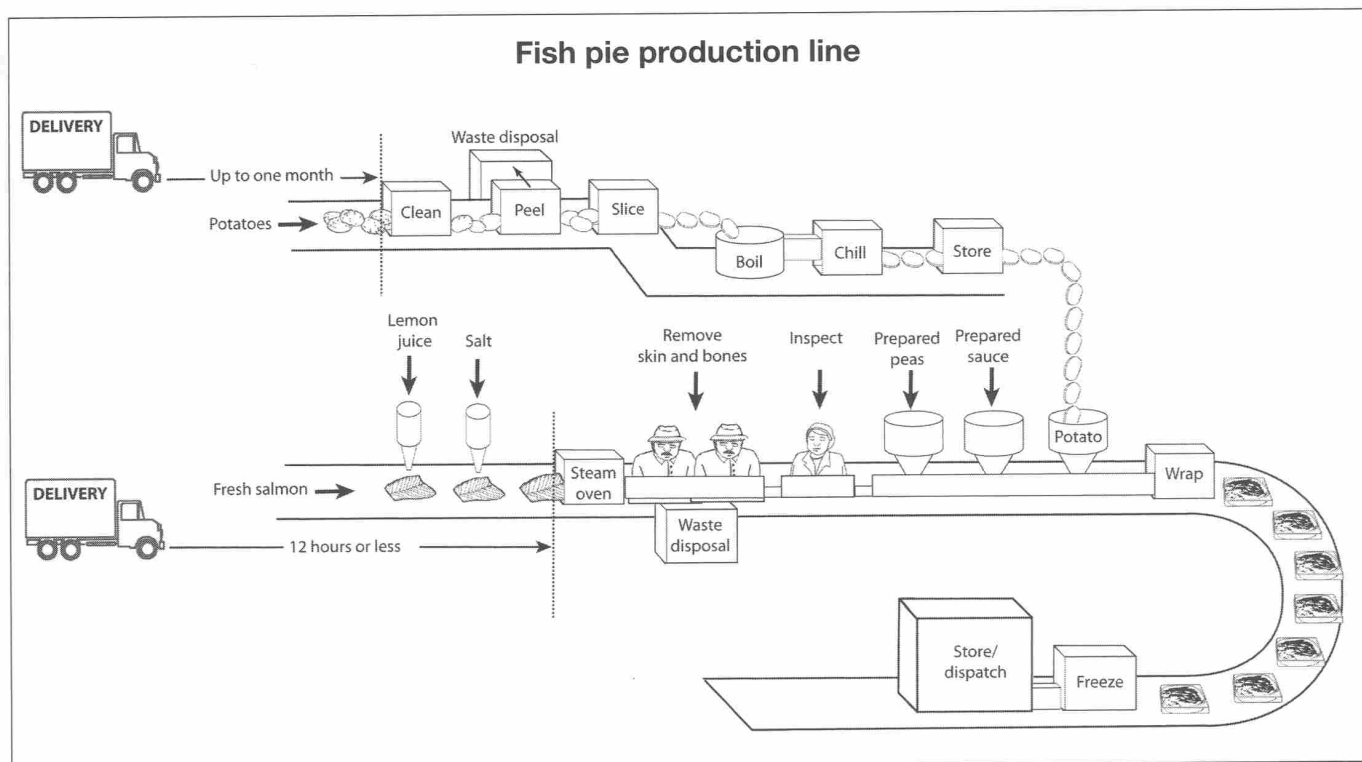 Fish pie production line
DELIVERY
Waste disposal
Up to one month
Clean
Peel
Slice
Potatoes
Boil
Chill
Store
Lemon
juice
Salt
Remove
skin and bones
Inspect
Prepared
peas
Prepared
sauce
Potato
DELIVERY
Fresh salmon
Steam
oven
Wrap
Waste
disposal
12 hours or less
Store/
dispatch
Freeze